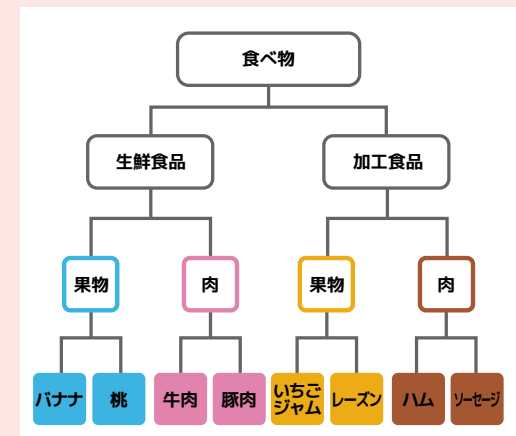 食べ物
生鮮食品
加工食品
果物
肉
果物
肉
バナナ
桃
牛肉
豚肉
いちご
ジャム
レーズン
ハム
ソーセージ